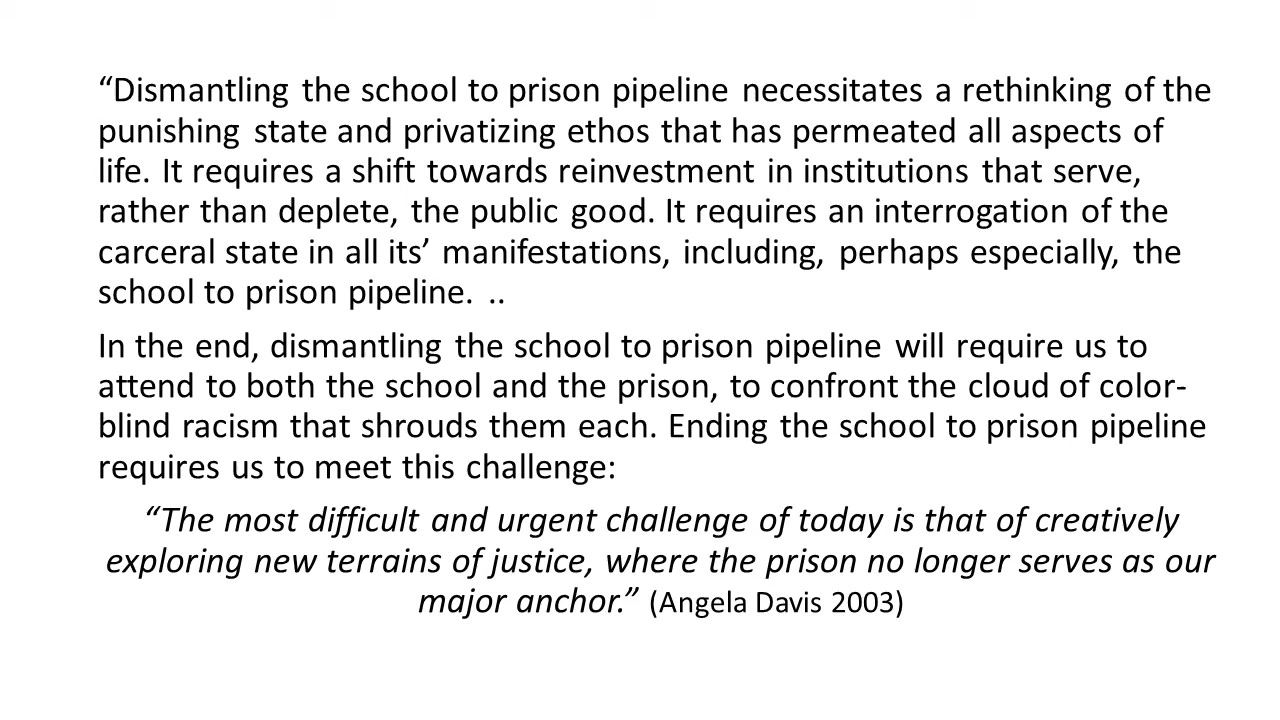 “Dismantling the school to prison pipeline necessitates a rethinking of the
punishing state and privatizing ethos that has permeated all aspects of
life. It requires a shift towards reinvestment in institutions that serve,
rather than deplete, the public good. It requires an interrogation of the
carceral state in all its’ manifestations, including, perhaps especially, the
school to prison pipeline. ..
In the end, dismantling the school to prison pipeline will require us to
attend to both the school and the prison, to confront the cloud of color-
blind racism that shrouds them each. Ending the school to prison pipeline
requires us to meet this challenge:
“The most difficult and urgent challenge of today is that of creatively
exploring new terrains of justice, where the prison no longer serves as our
major anchor.” (Angela Davis 2003)